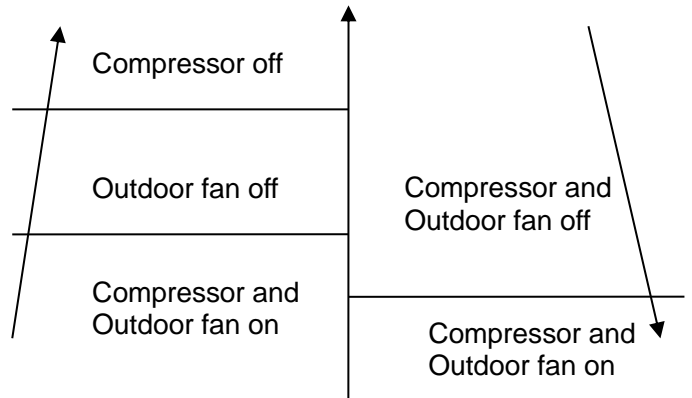 Compressor off
Outdoor fan off
Compressor and
Outdoor fan on
Compressor and
Outdoor fan off
Compressor and
Outdoor fan on